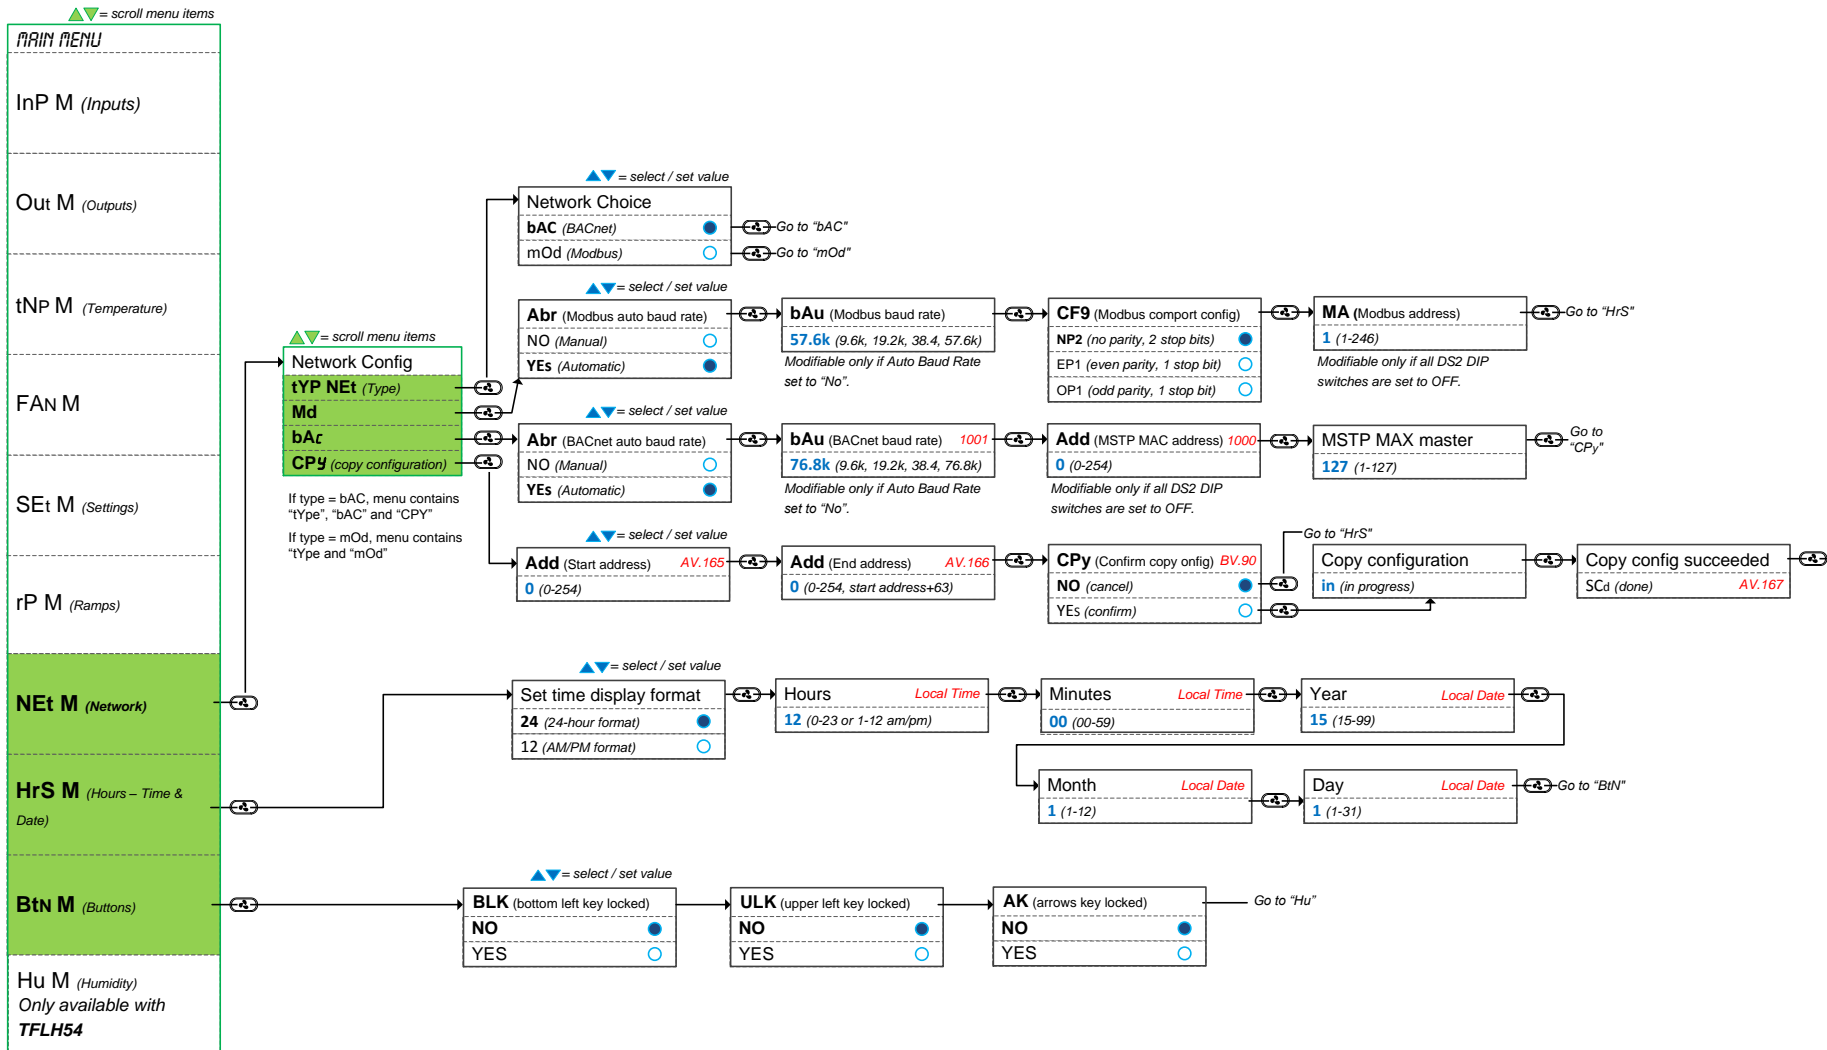 = scroll menu items
MAIN MENU
InP M (Inputs)
Out M (Outputs)
tNP M (Temperature)
FAN M
SEt M (Settings)
rP M (Ramps)
NEt M (Network)
HrS M (Hours – Time &
Date)
BtN M (Buttons)
Hu M (Humidity)
Only available with
TFLH54
= scroll menu items
Network Config
tYP NEt (Type)
Md
bAc
CPy (copy configuration)
If type = bAC, menu contains
“tYpe”, “bAC” and “CPY”
If type = mOd, menu contains
“tYpe and “mOd”
= select / set value
Network Choice
bAC (BACnet)
Go to “bAC"
mOd (Modbus)
Go to “mOd"
= select / set value
Abr (Modbus auto baud rate)
NO (Manual)
YEs (Automatic)
bAu (Modbus baud rate)
57.6k (9.6k, 19.2k, 38.4, 57.6k)
Modifiable only if Auto Baud Rate
set to “No”.
CF9 (Modbus comport config)
NP2 (no parity, 2 stop bits)
EP1 (even parity, 1 stop bit)
OP1 (odd parity, 1 stop bit)
MA (Modbus address)
1 (1-246)
Modifiable only if all DS2 DIP
switches are set to OFF.
Go to “HrS"
= select / set value
Abr (BACnet auto baud rate)
NO (Manual)
YEs (Automatic)
bAu (BACnet baud rate) 1001
76.8k (9.6k, 19.2k, 38.4, 76.8k)
Modifiable only if Auto Baud Rate
set to “No”.
Add (MSTP MAC address) 1000
0 (0-254)
Modifiable only if all DS2 DIP
switches are set to OFF.
MSTP MAX master
127 (1-127)
Go to
“CPy"
= select / set value
Add (Start address) AV.165
0 (0-254)
Add (End address) AV.166
0 (0-254, start address+63)
CPy (Confirm copy onfig) BV.90
NO (cancel)
YEs (confirm)
Go to “HrS"
Copy configuration
in (in progress)
Copy config succeeded
SCd (done) AV.167
= select / set value
Set time display format
24 (24-hour format)
12 (AM/PM format)
Hours Local Time
12 (0-23 or 1-12 am/pm)
Minutes Local Time
00 (00-59)
Year Local Date
15 (15-99)
Month Local Date
1 (1-12)
Day Local Date
1 (1-31)
Go to “BtN"
= select / set value
BLK (bottom left key locked)
NO
YES
ULK (upper left key locked)
NO
YES
AK (arrows key locked)
NO
YES
Go to “Hu”